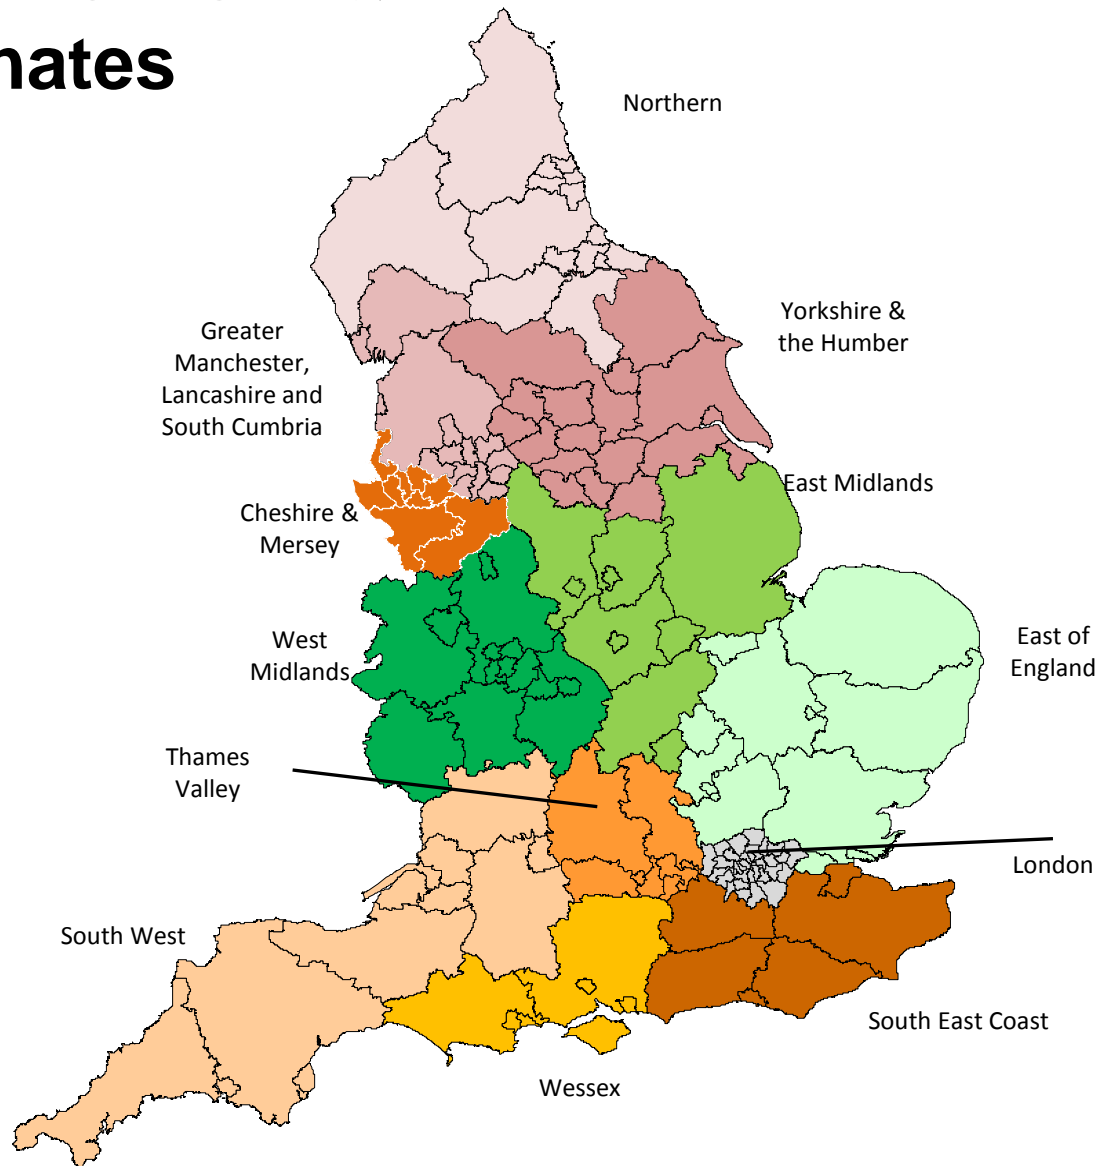 Northern
Yorkshire &
the Humber
Greater
Manchester,
Lancashire and
South Cumbria
East Midlands
Cheshire &
Mersey
West
Midlands
East of
England
Thames
Valley
London
South West
South East Coast
Wessex